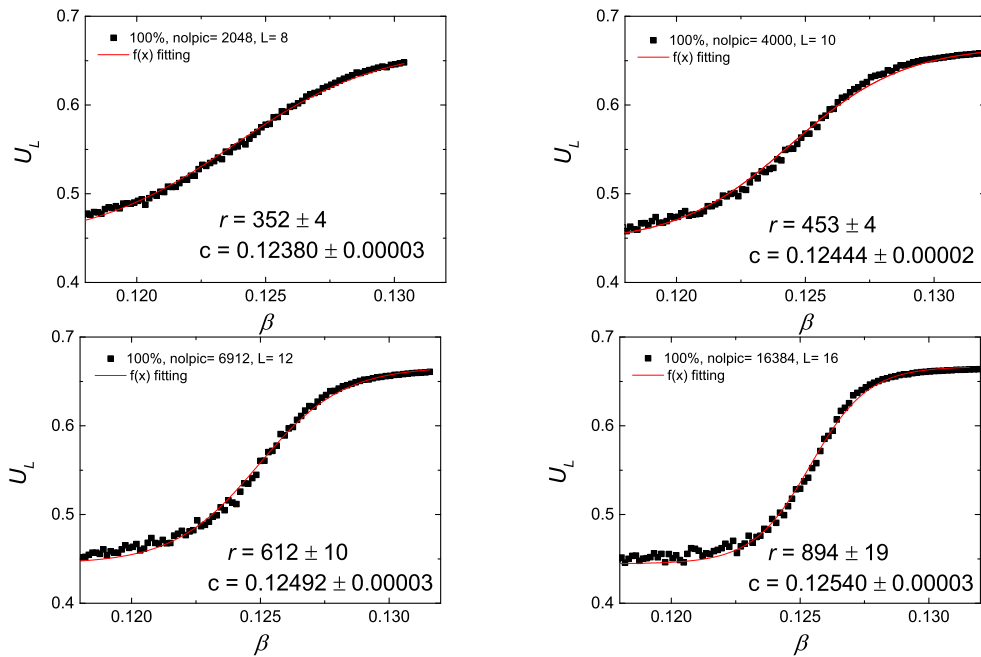 0.7
100%, nolpic= 2048, L= 8
f(x) fitting
0.6
U_L
0.5
r = 352 ± 4
c = 0.12380 ± 0.00003
0.4
0.120 0.125 0.130
β
0.7
100%, nolpic= 4000, L= 10
f(x) fitting
0.6
U_L
0.5
r = 453 ± 4
c = 0.12444 ± 0.00002
0.4
0.120 0.125 0.130
β
0.7
100%, nolpic= 6912, L= 12
f(x) fitting
0.6
U_L
0.5
r = 612 ± 10
c = 0.12492 ± 0.00003
0.4
0.120 0.125 0.130
β
0.7
100%, nolpic= 16384, L= 16
f(x) fitting
0.6
U_L
0.5
r = 894 ± 19
c = 0.12540 ± 0.00003
0.4
0.120 0.125 0.130
β